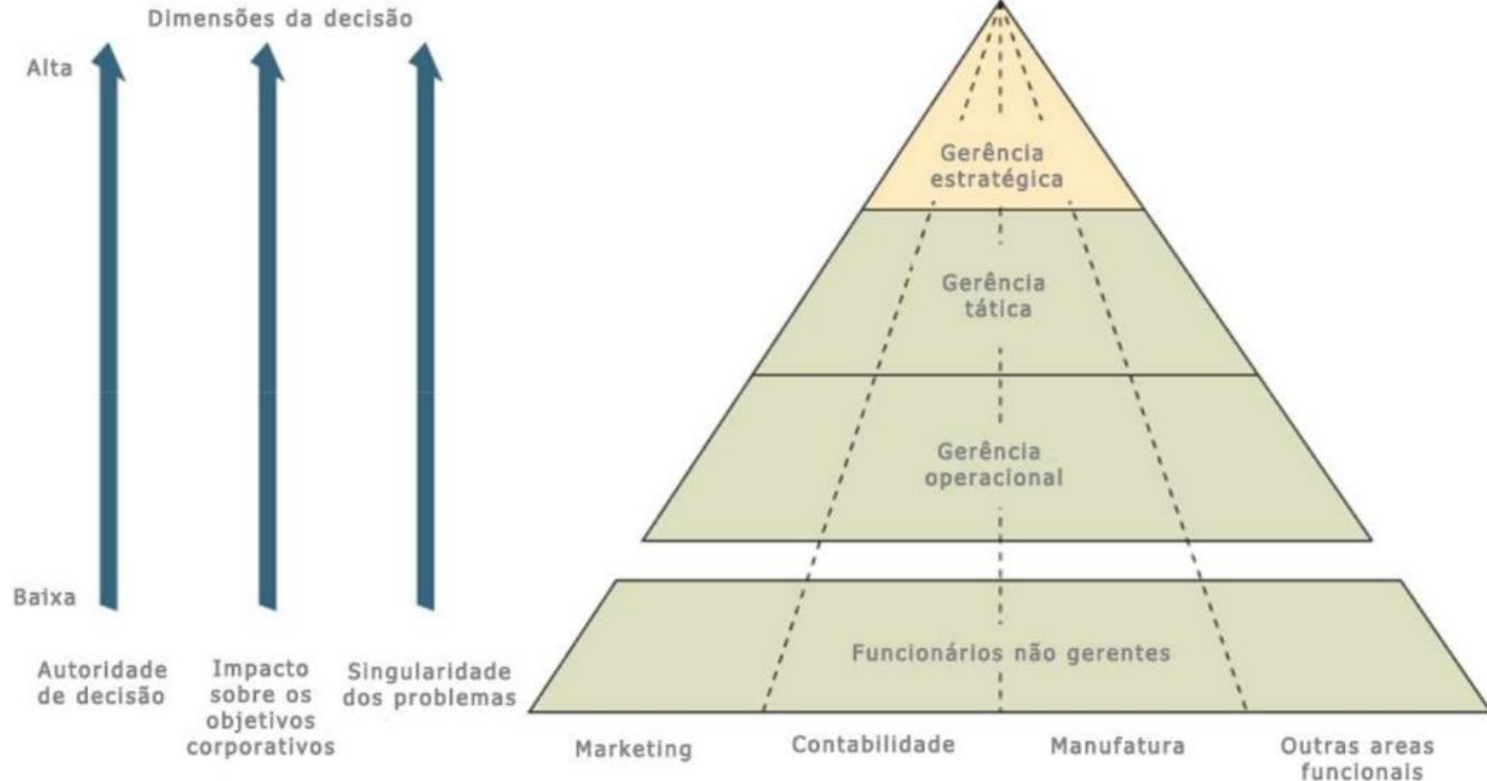 Dimensões da decisão
Alta
Baixa
Autoridade
de decisão
Impacto
sobre os
objetivos
corporativos
Singularidade
dos problemas
Gerência
estratégica
Gerência
tática
Gerência
operacional
Funcionários não gerentes
Marketing
Contabilidade
Manufatura
Outras areas
funcionais